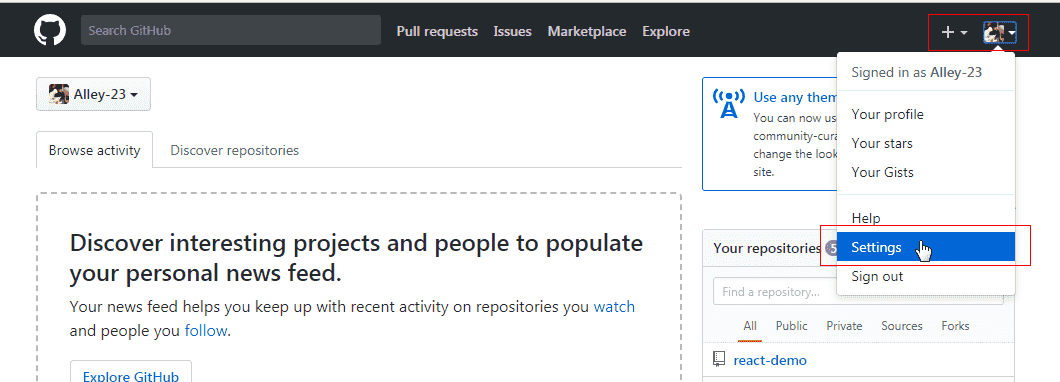 Search GitHub
Pull requests
Issues
Marketplace
Explore
Signed in as Alley-23
Your profile
Your stars
Your Gists
Help
Settings
Sign out
Alley-23
Browse activity
Discover repositories
Discover interesting projects and people to populate
your personal news feed.
Your news feed helps you keep up with recent activity on repositories you watch
and people you follow.
Explore GitHub
Use any them
You can now us
community-cura
change the look
site.
Your repositories 5
Find a repository...
All
Public
Private
Sources
Forks
react-demo